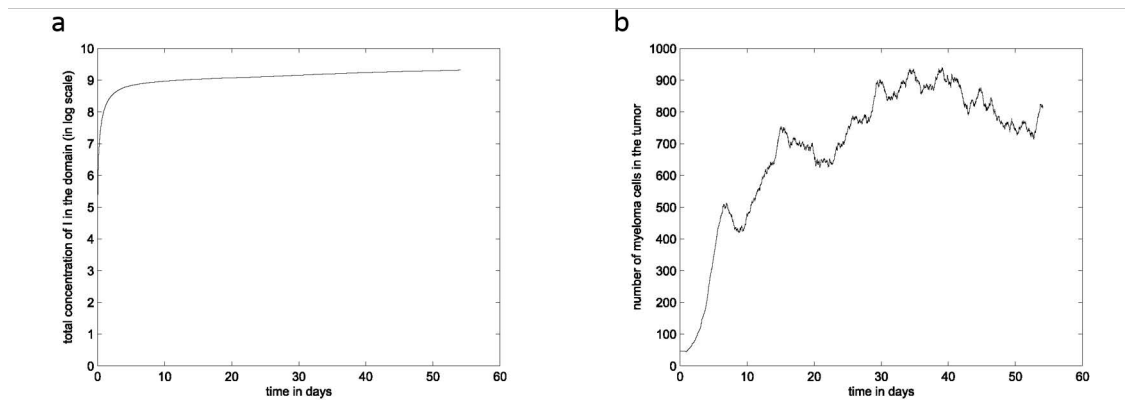 a
total concentration of I in the domain (in log scale)
10
9
8
7
6
5
4
3
2
1
0
0 10 20 30 40 50 60
time in days
b
number of myeloma cells in the tumor
1000
900
800
700
600
500
400
300
200
100
0
0 10 20 30 40 50 60
time in days